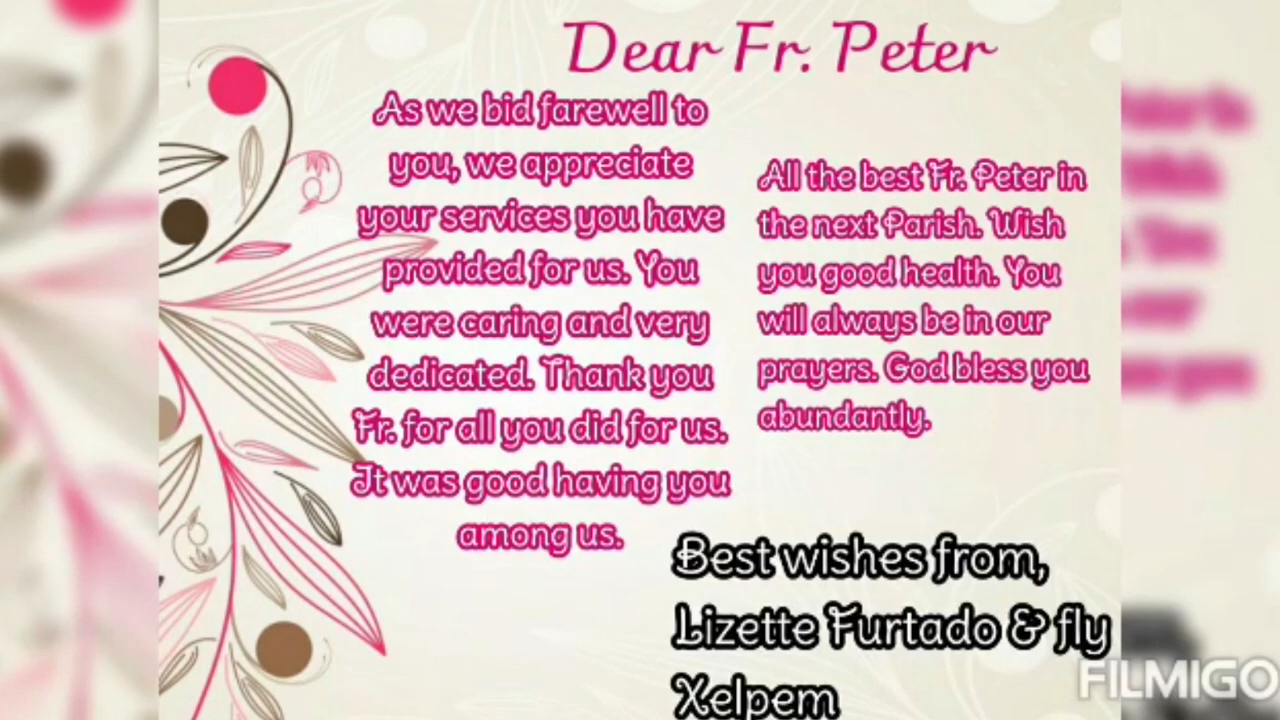 Dear Fr. Peter
As we bid farewell to
you, we appreciate
your services you have
provided for us. You
were caring and very
dedicated. Thank you
Fr. for all you did for us.
It was good having you
among us.
All the best Fr. Peter in
the next Parish. Wish
you good health. You
will always be in our
prayers. God bless you
abundantly.
Best wishes from,
Lizette Furtado & fly
Xelpem
FILMIGO